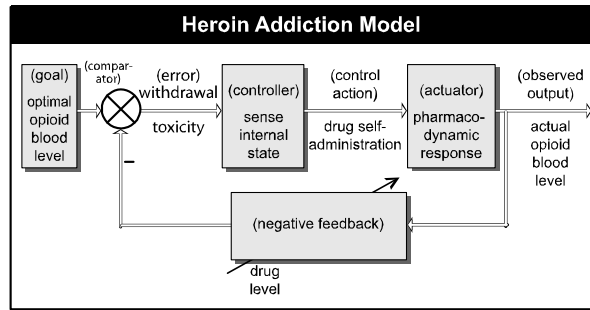 Heroin Addiction Model
(goal)
optimal
opioid
blood
level
(compar-
ator)
(error)
withdrawal
toxicity
(controller)
sense
internal
state
(control
action)
drug self-
administration
(actuator)
pharmaco-
dynamic
response
(observed
output)
actual
opioid
blood
level
–
(negative feedback)
drug
level